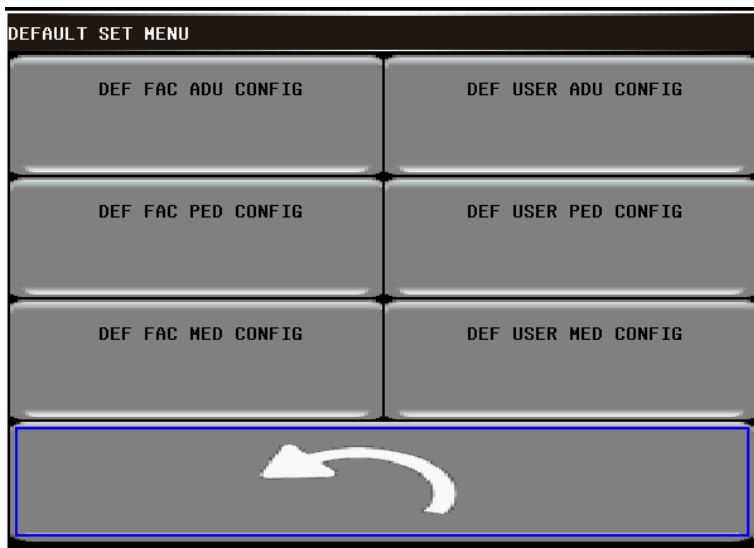 DEFAULT SET MENU
DEF FAC ADU CONFIG
DEF USER ADU CONFIG
DEF FAC PED CONFIG
DEF USER PED CONFIG
DEF FAC MED CONFIG
DEF USER MED CONFIG